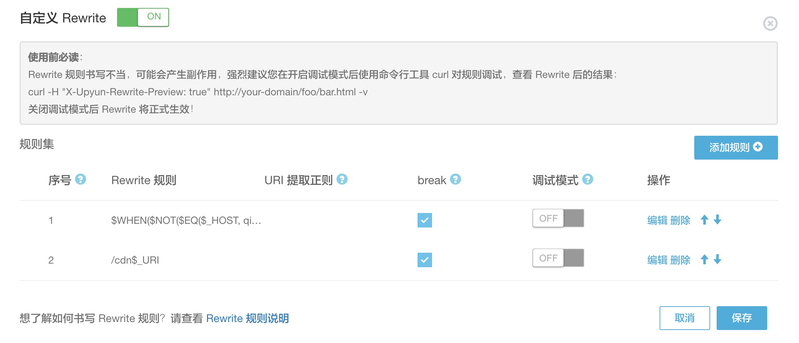 自定义 Rewrite ON
使用前必读：
Rewrite 规则书写不当，可能会产生副作用，强烈建议您在开启调试模式后使用命令行工具 curl 对规则调试，查看 Rewrite 后的结果：
curl -H "X-Upyun-Rewrite-Preview: true" http://your-domain/foo/bar.html -v
关闭调试模式后 Rewrite 将正式生效！
规则集 添加规则
序号 Rewrite 规则 URI 提取正则 break 调试模式 操作
1 $WHEN($NOT($EQ($_HOST, qi... OFF 编辑 删除
2 /cdn$_URI OFF 编辑 删除
想了解如何书写 Rewrite 规则？请查看 Rewrite 规则说明 取消 保存